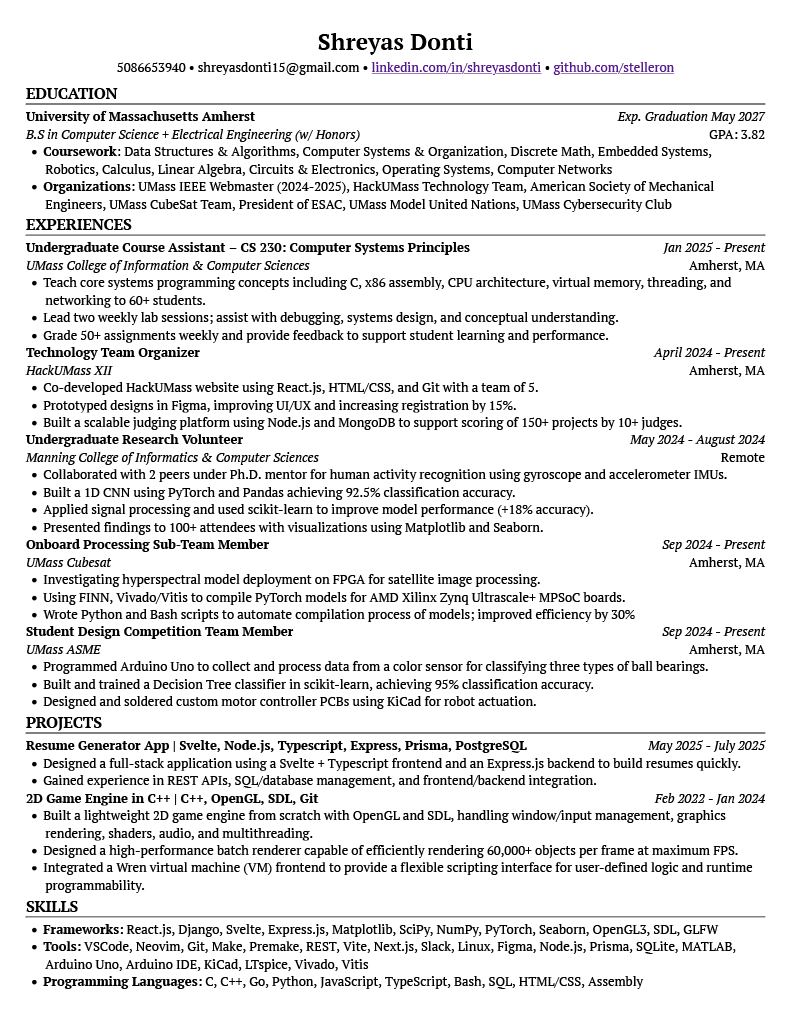 Shreyas Donti
5086653940 • shreyasdonti15@gmail.com • linkedin.com/in/shreyasdonti • github.com/stelleron
EDUCATION
University of Massachusetts Amherst Exp. Graduation May 2027
B.S in Computer Science + Electrical Engineering (w/ Honors) GPA: 3.82
• Coursework: Data Structures & Algorithms, Computer Systems & Organization, Discrete Math, Embedded Systems,
Robotics, Calculus, Linear Algebra, Circuits & Electronics, Operating Systems, Computer Networks
• Organizations: UMass IEEE Webmaster (2024-2025), HackUMass Technology Team, American Society of Mechanical
Engineers, UMass CubeSat Team, President of ESAC, UMass Model United Nations, UMass Cybersecurity Club
EXPERIENCES
Undergraduate Course Assistant – CS 230: Computer Systems Principles Jan 2025 - Present
UMass College of Information & Computer Sciences Amherst, MA
• Teach core systems programming concepts including C, x86 assembly, CPU architecture, virtual memory, threading, and
networking to 60+ students.
• Lead two weekly lab sessions; assist with debugging, systems design, and conceptual understanding.
• Grade 50+ assignments weekly and provide feedback to support student learning and performance.
Technology Team Organizer April 2024 - Present
HackUMass XII Amherst, MA
• Co-developed HackUMass website using React.js, HTML/CSS, and Git with a team of 5.
• Prototyped designs in Figma, improving UI/UX and increasing registration by 15%.
• Built a scalable judging platform using Node.js and MongoDB to support scoring of 150+ projects by 10+ judges.
Undergraduate Research Volunteer May 2024 - August 2024
Manning College of Informatics & Computer Sciences Remote
• Collaborated with 2 peers under Ph.D. mentor for human activity recognition using gyroscope and accelerometer IMUs.
• Built a 1D CNN using PyTorch and Pandas achieving 92.5% classification accuracy.
• Applied signal processing and used scikit-learn to improve model performance (+18% accuracy).
• Presented findings to 100+ attendees with visualizations using Matplotlib and Seaborn.
Onboard Processing Sub-Team Member Sep 2024 - Present
UMass Cubesat Amherst, MA
• Investigating hyperspectral model deployment on FPGA for satellite image processing.
• Using FINN, Vivado/Vitis to compile PyTorch models for AMD Xilinx Zynq Ultrascale+ MPSoC boards.
• Wrote Python and Bash scripts to automate compilation process of models; improved efficiency by 30%
Student Design Competition Team Member Sep 2024 - Present
UMass ASME Amherst, MA
• Programmed Arduino Uno to collect and process data from a color sensor for classifying three types of ball bearings.
• Built and trained a Decision Tree classifier in scikit-learn, achieving 95% classification accuracy.
• Designed and soldered custom motor controller PCBs using KiCad for robot actuation.
PROJECTS
Resume Generator App | Svelte, Node.js, Typescript, Express, Prisma, PostgreSQL May 2025 - July 2025
• Designed a full-stack application using a Svelte + Typescript frontend and an Express.js backend to build resumes quickly.
• Gained experience in REST APIs, SQL/database management, and frontend/backend integration.
2D Game Engine in C++ | C++, OpenGL, SDL, Git Feb 2022 - Jan 2024
• Built a lightweight 2D game engine from scratch with OpenGL and SDL, handling window/input management, graphics
rendering, shaders, audio, and multithreading.
• Designed a high-performance batch renderer capable of efficiently rendering 60,000+ objects per frame at maximum FPS.
• Integrated a Wren virtual machine (VM) frontend to provide a flexible scripting interface for user-defined logic and runtime
programmability.
SKILLS
• Frameworks: React.js, Django, Svelte, Express.js, Matplotlib, SciPy, NumPy, PyTorch, Seaborn, OpenGL3, SDL, GLFW
• Tools: VSCode, Neovim, Git, Make, Premake, REST, Vite, Next.js, Slack, Linux, Figma, Node.js, Prisma, SQLite, MATLAB,
Arduino Uno, Arduino IDE, KiCad, LTspice, Vivado, Vitis
• Programming Languages: C, C++, Go, Python, JavaScript, TypeScript, Bash, SQL, HTML/CSS, Assembly